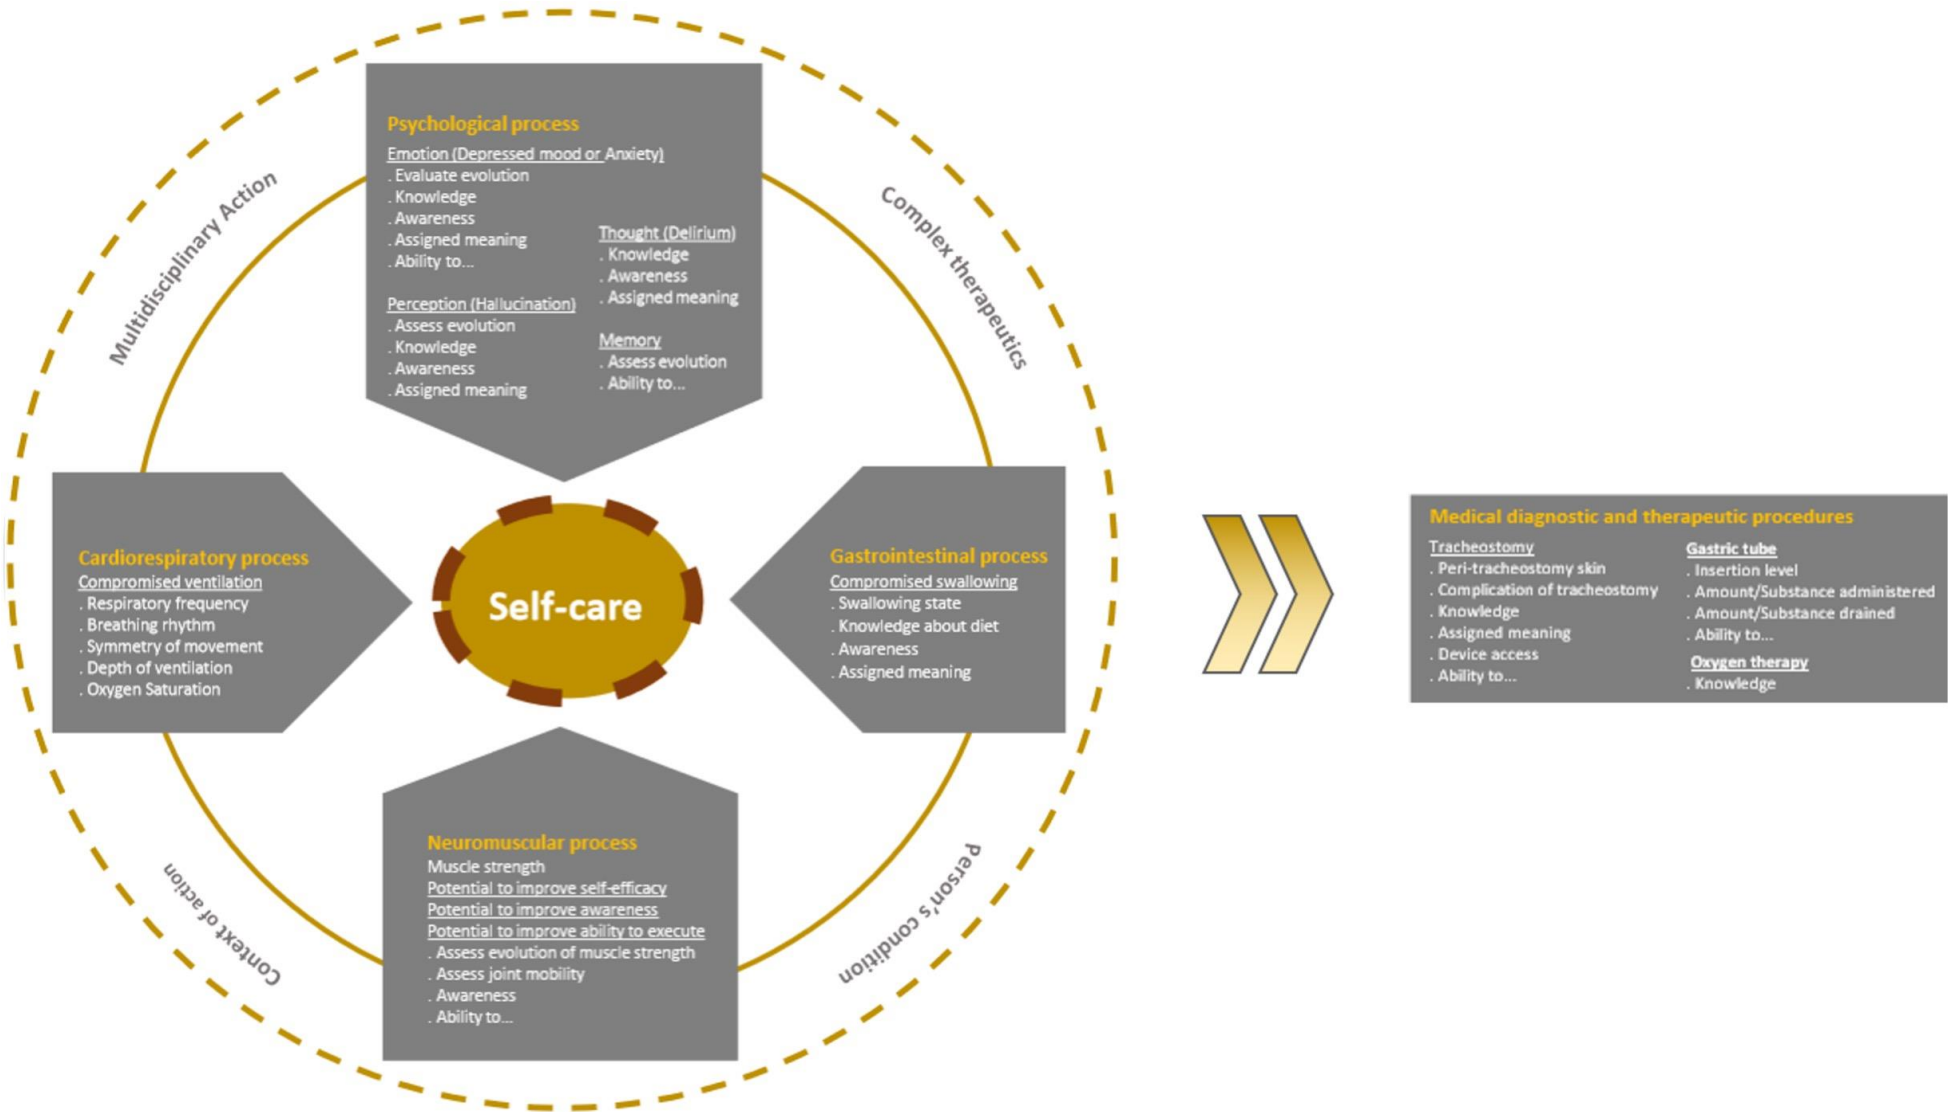 Psychological process
Emotion (Depressed mood or Anxiety)
. Evaluate evolution
. Knowledge
. Awareness
. Assigned meaning
. Ability to...
Perception (Hallucination)
. Assess evolution
. Knowledge
. Awareness
. Assigned meaning
Thought (Delirium)
. Knowledge
. Awareness
. Assigned meaning
Memory
. Assess evolution
. Ability to...
Multidisciplinary Action
Complex therapeutics
Cardiorespiratory process
Compromised ventilation
. Respiratory frequency
. Breathing rhythm
. Symmetry of movement
. Depth of ventilation
. Oxygen Saturation
Self-care
Gastrointestinal process
Compromised swallowing
. Swallowing state
. Knowledge about diet
. Awareness
. Assigned meaning
Neuromuscular process
Muscle strength
Potential to improve self-efficacy
Potential to improve awareness
Potential to improve ability to execute
. Assess evolution of muscle strength
. Assess joint mobility
. Awareness
. Ability to...
Context of action
Person's condition
Medical diagnostic and therapeutic procedures
Tracheostomy
. Peri-tracheostomy skin
. Complication of tracheostomy
. Knowledge
. Assigned meaning
. Device access
. Ability to...
Gastric tube
. Insertion level
. Amount/Substance administered
. Amount/Substance drained
. Ability to...
Oxygen therapy
. Knowledge